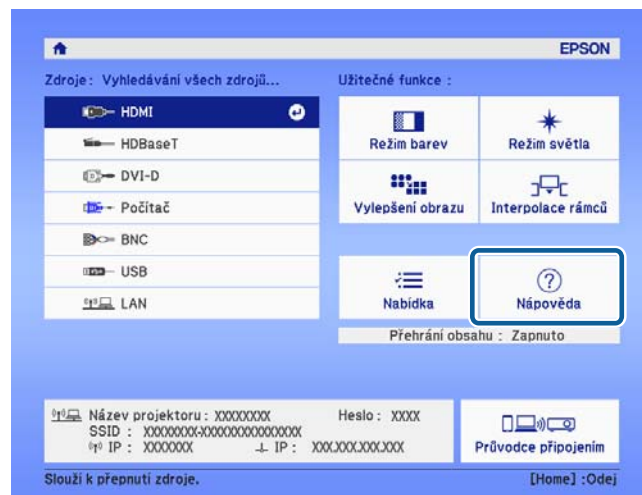 EPSON
Zdroje : Vyhledávání všech zdrojů...
HDMI
HDBaseT
DVI-D
Počítač
BNC
USB
LAN
Užitečné funkce :
Režim barev
Režim světla
Vylepšení obrazu
Interpolace rámců
Nabídka
Nápověda
Přehrání obsahu : Zapnuto
Název projektoru : XXXXXXXX
Heslo : XXXX
SSID : XXXXXXXX-XXXXXXXXXXXXXXXX
IP : XXXXXXX
IP : XXX.XXX.XXX.XXX
Průvodce připojením
Slouží k přepnutí zdroje.
[Home] :Odej